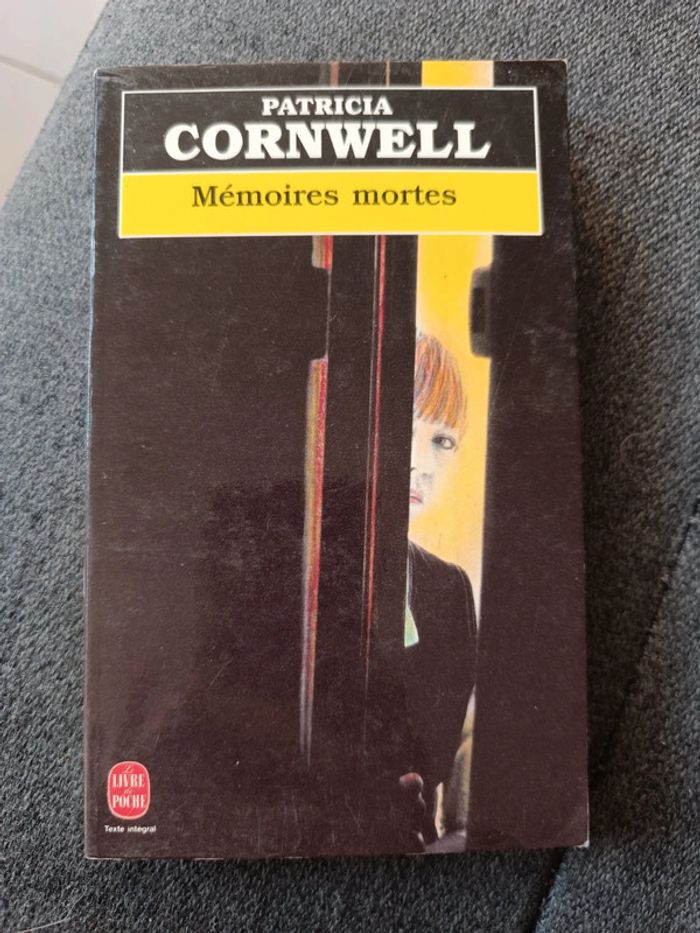 PATRICIA
CORNWELL
Mémoires mortes
Le
LIVRE
de
POCHE
Texte intégral